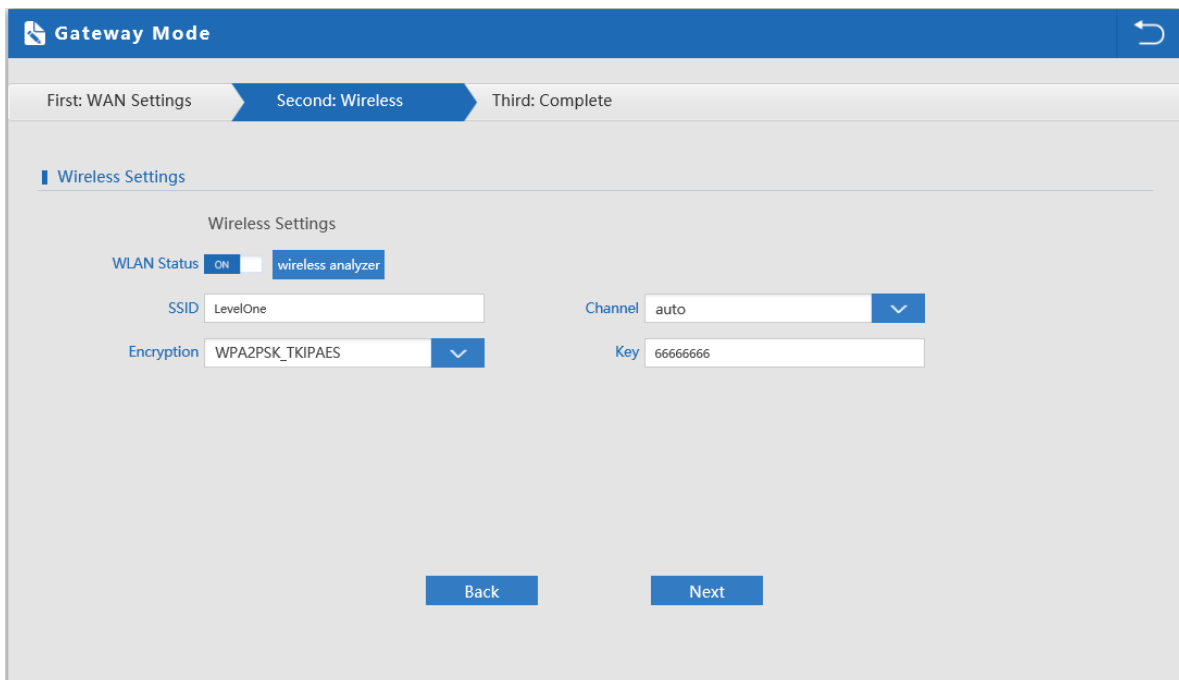 Gateway Mode
First: WAN Settings Second: Wireless Third: Complete
Wireless Settings
Wireless Settings
WLAN Status ON wireless analyzer
SSID LevelOne Channel auto
Encryption WPA2PSK_TKIPAES Key 66666666
Back Next